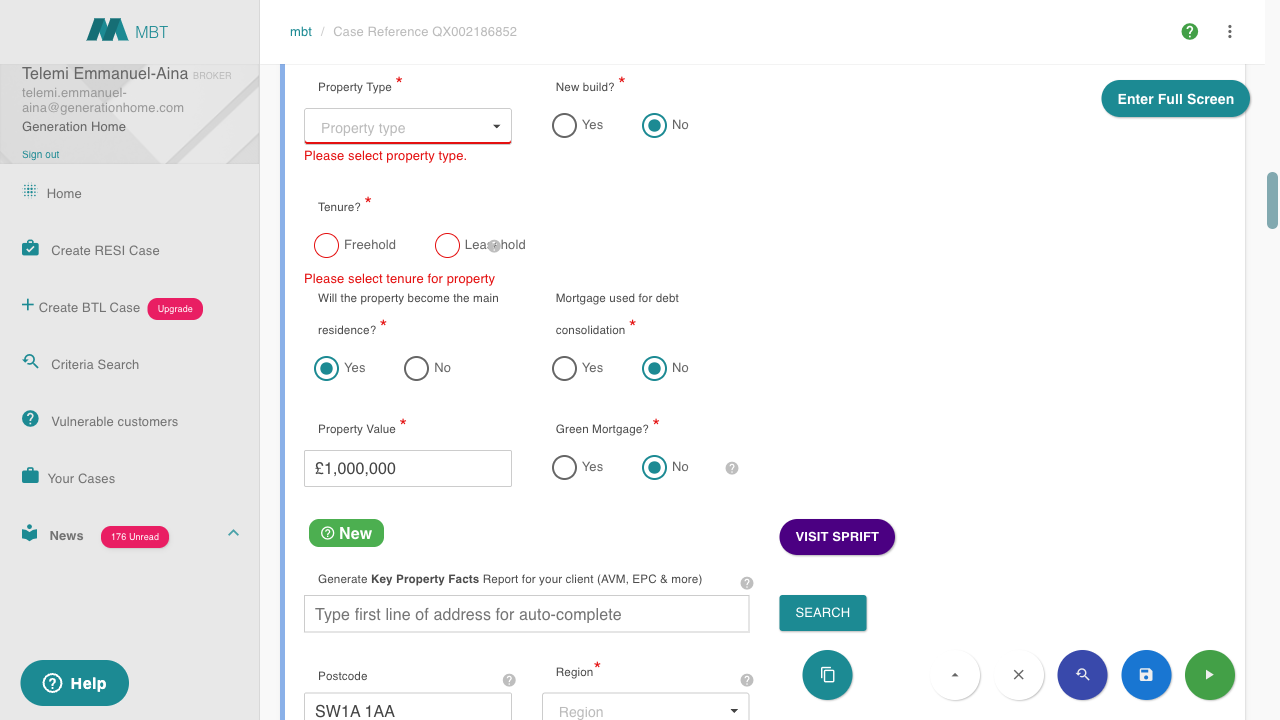 MBT
mbt / Case Reference QX002186852
Telemi Emmanuel-Aina BROKER
telemi.emmanuel-
aina@generationhome.com
Generation Home
Sign out
Home
Create RESI Case
Create BTL Case Upgrade
Criteria Search
Vulnerable customers
Your Cases
News 176 Unread
Help
Enter Full Screen
Property Type * New build? *
Property type Yes No
Please select property type.
Tenure? *
Freehold Leasehold
Please select tenure for property
Will the property become the main
residence? *
Mortgage used for debt
consolidation *
Yes No Yes No
Property Value * Green Mortgage? *
£1,000,000 Yes No
New VISIT SPRIFT
Generate Key Property Facts Report for your client (AVM, EPC & more)
Type first line of address for auto-complete SEARCH
Postcode Region *
SW1A 1AA Region